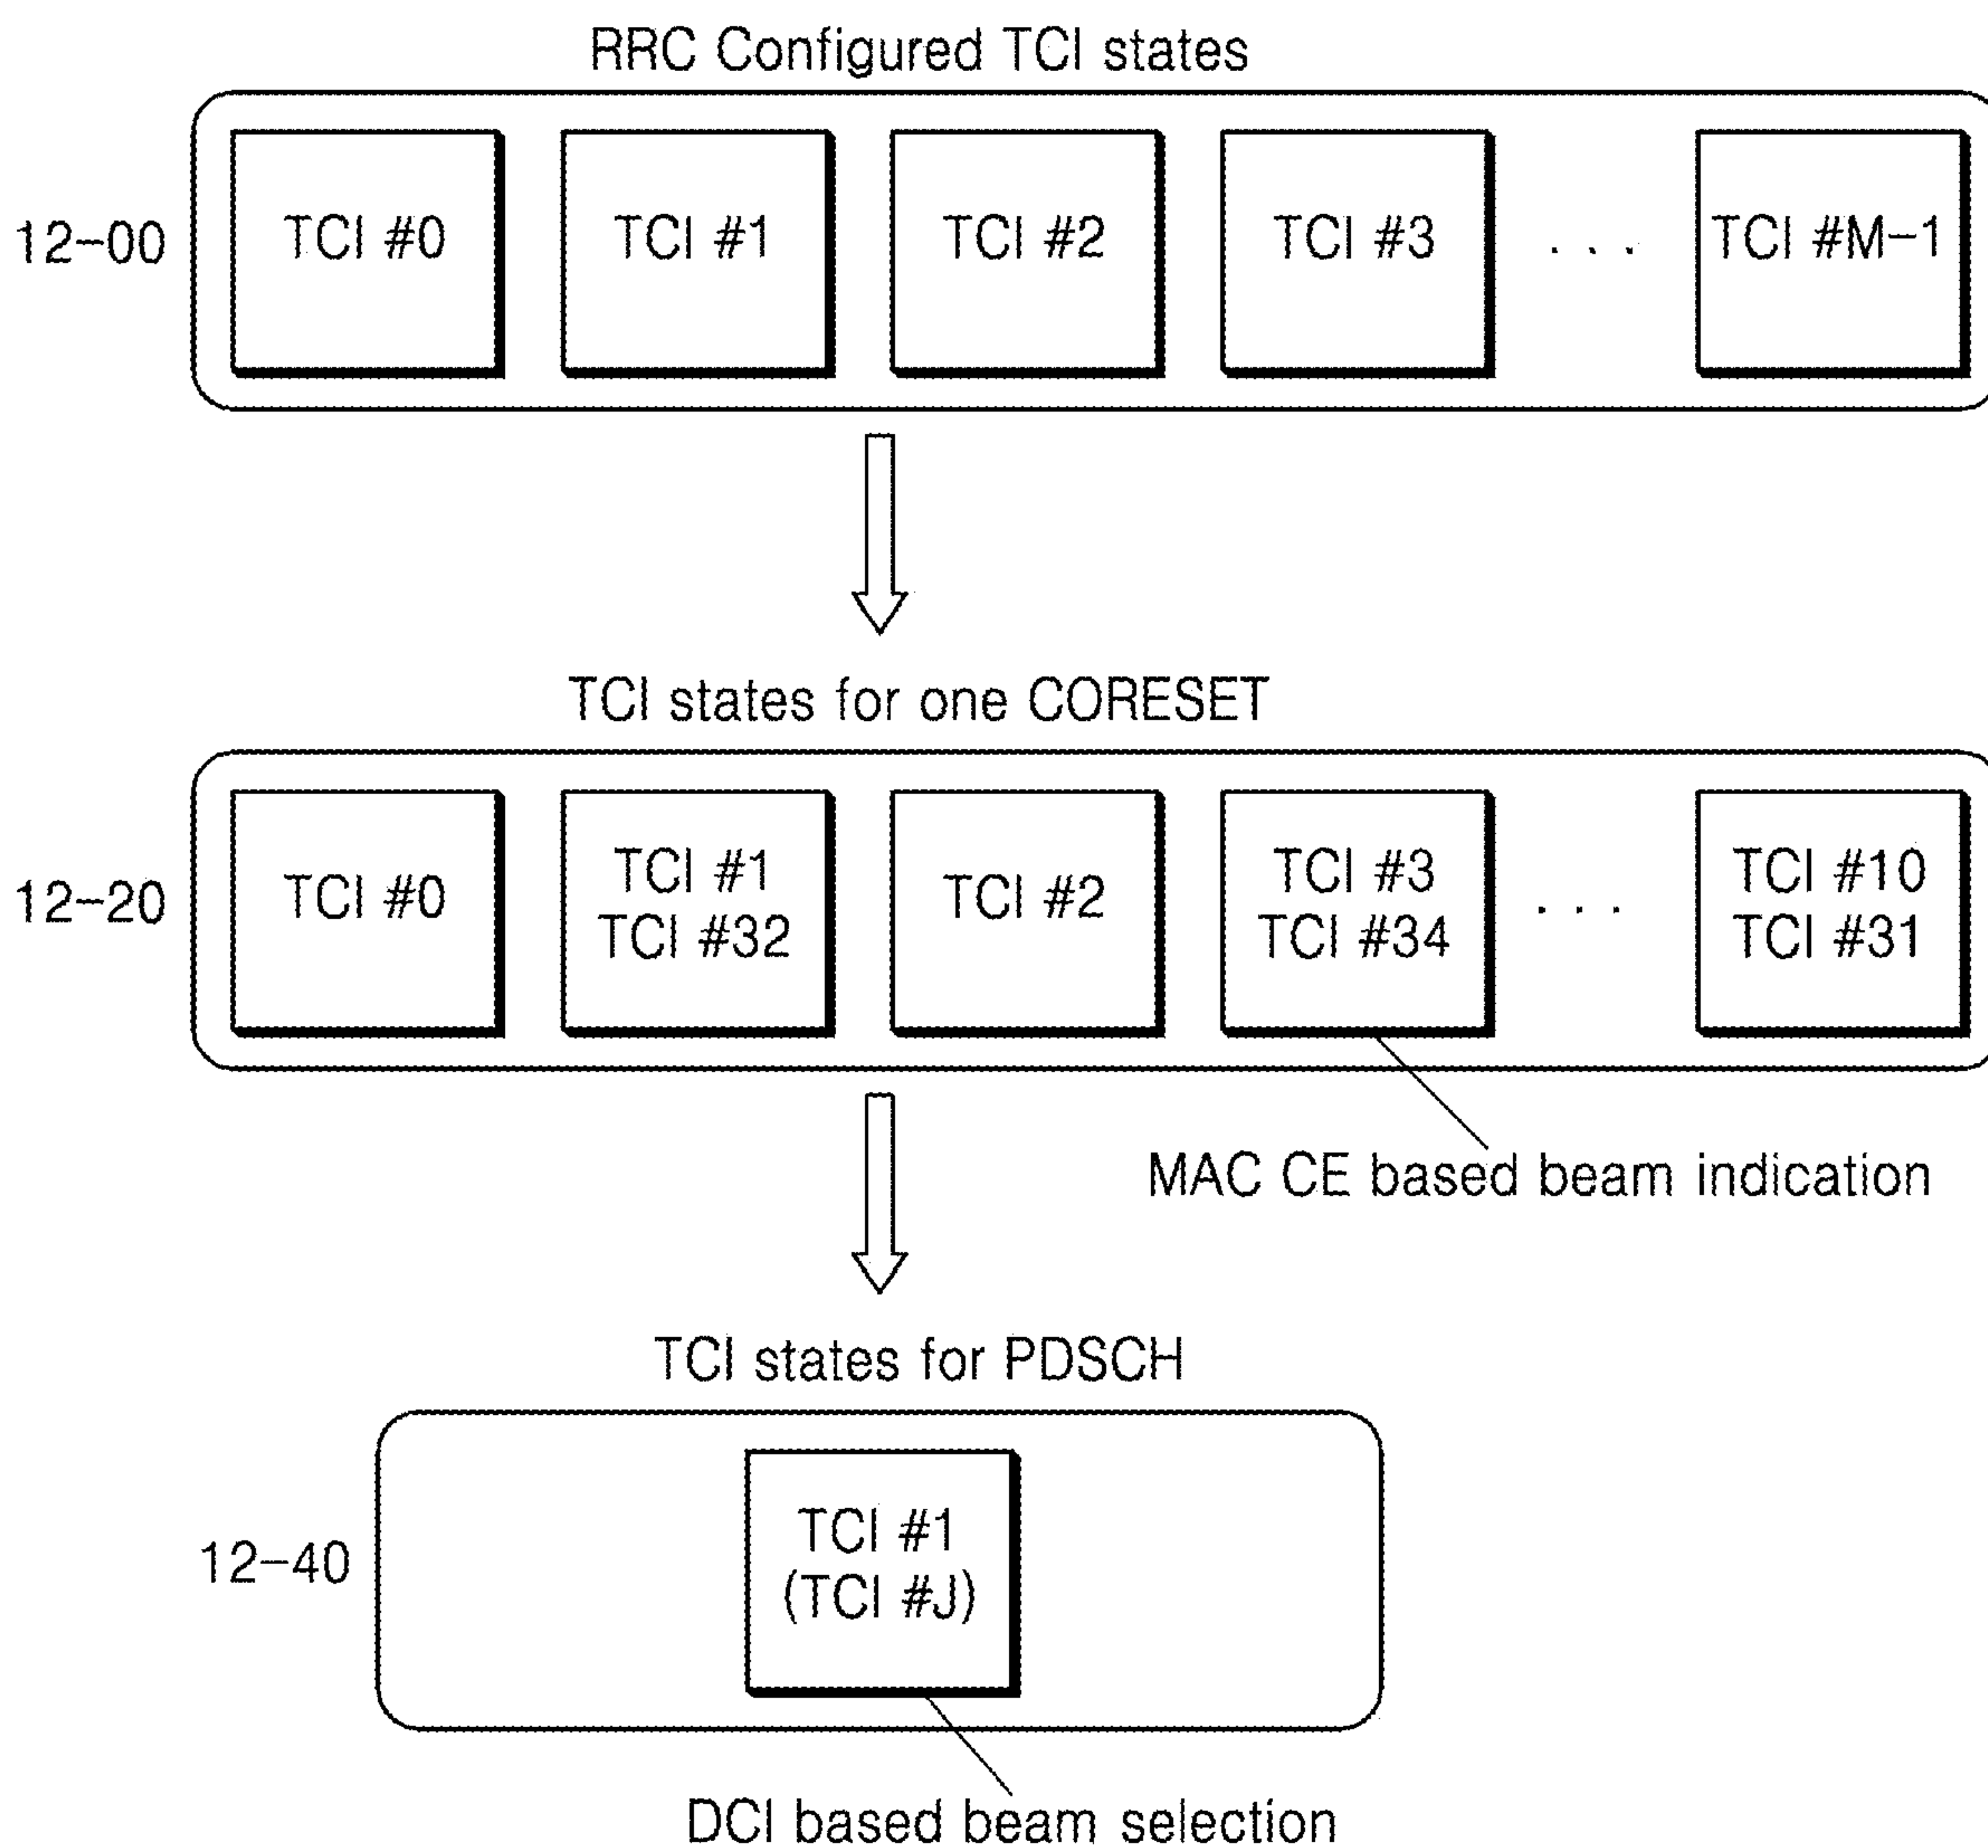 RRC Configured TCI states
12-00
TCI #0
TCI #1
TCI #2
TCI #3
. . .
TCI #M-1
TCI states for one CORESET
12-20
TCI #0
TCI #1
TCI #32
TCI #2
TCI #3
TCI #34
. . .
TCI #10
TCI #31
MAC CE based beam indication
TCI states for PDSCH
12-40
TCI #1
(TCI #J)
DCI based beam selection